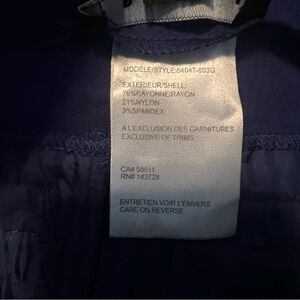 MODELE/STYLE:8404T-803G
EXTERIEUR/SHELL:
76%RAYONNE/RAYON
21%NYLON
3%SPANDEX
A L'EXCLUSION DES GARNITURES
EXCLUSIVE OF TRIMS
CA# 56911
RN# 143728
ENTRETIEN VOIR L'ENVERS
CARE ON REVERSE